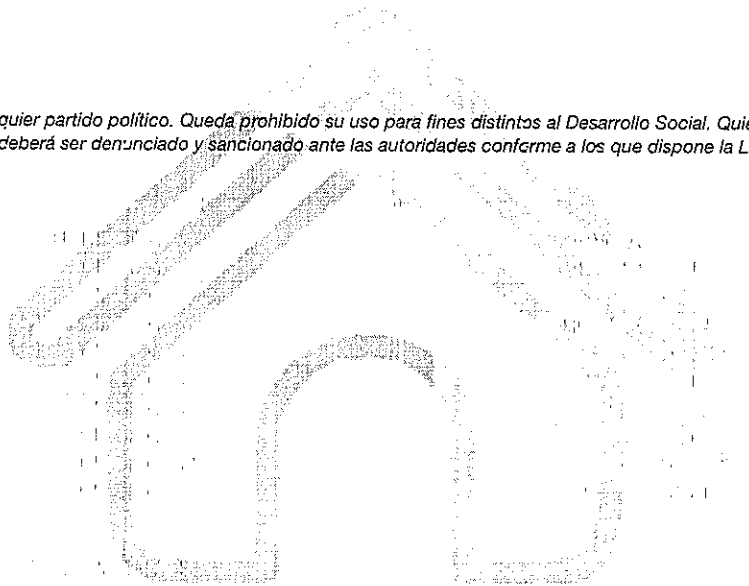 quier partido político. Queda prohibido su uso para fines distintos al Desarrollo Social. Quie
deberá ser denunciado y sancionado ante las autoridades conforme a los que dispone la L